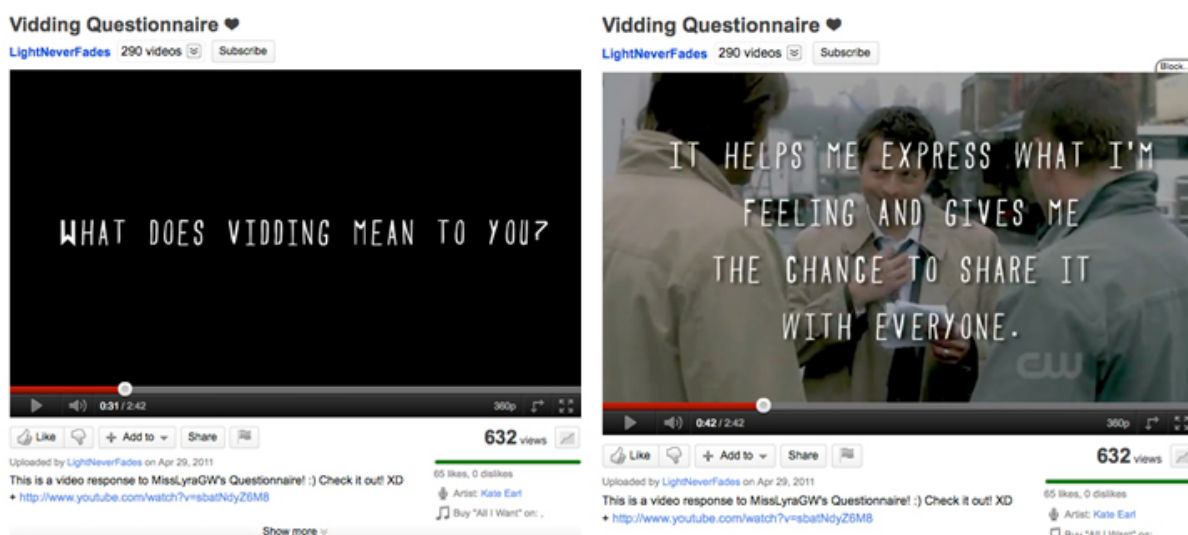 Vidding Questionnaire ♥
LightNeverFades 290 videos Subscribe
WHAT DOES VIDDING MEAN TO YOU?
0:31 / 2:42 360p
Like Add to Share 632 views
Uploaded by LightNeverFades on Apr 29, 2011
65 likes, 0 dislikes
This is a video response to MissLyraGW's Questionnaire! :) Check it out! XD
+ http://www.youtube.com/watch?v=sbatNdyZ6M8
Artist: Kate Earl
Buy "All I Want" on: ,
Show more
Vidding Questionnaire ♥
LightNeverFades 290 videos Subscribe
Block..
IT HELPS ME EXPRESS WHAT I'M
FEELING AND GIVES ME
THE CHANCE TO SHARE IT
WITH EVERYONE.
CW
0:42 / 2:42 360p
Like Add to Share 632 views
Uploaded by LightNeverFades on Apr 29, 2011
65 likes, 0 dislikes
This is a video response to MissLyraGW's Questionnaire! :) Check it out! XD
+ http://www.youtube.com/watch?v=sbatNdyZ6M8
Artist: Kate Earl
Buy "All I Want" on: